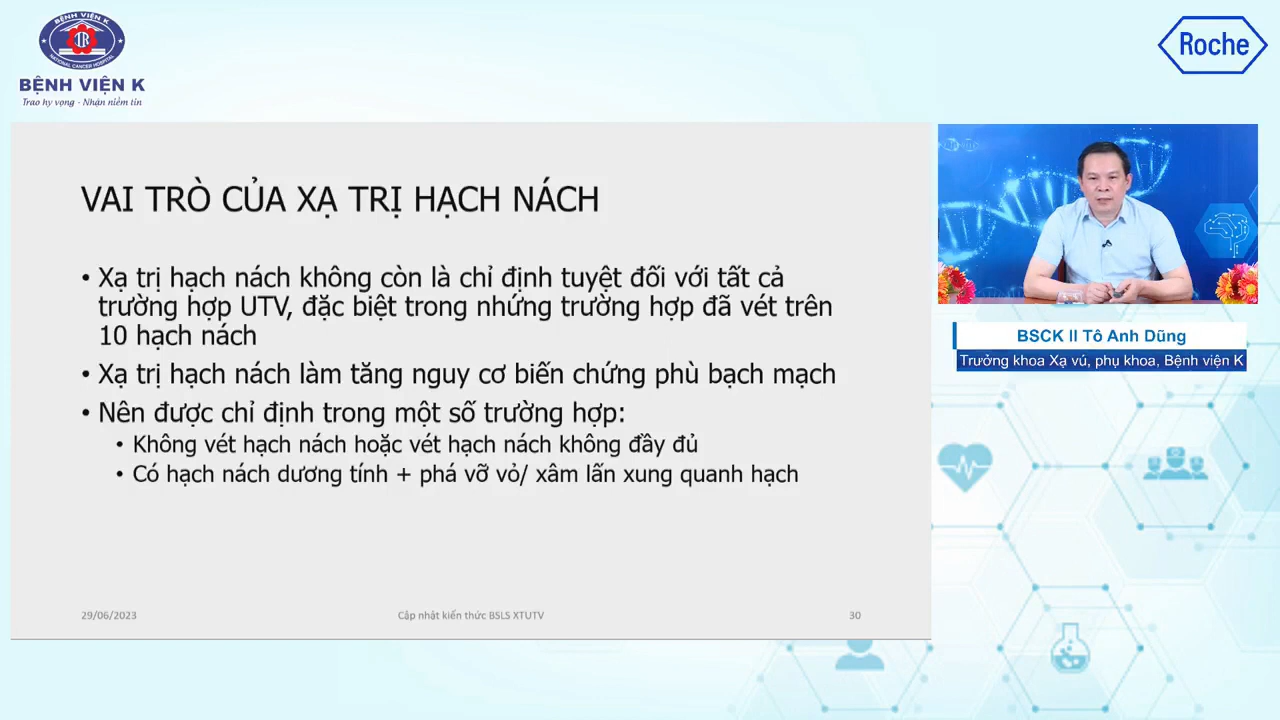 BỆNH VIỆN K
NATIONAL CANCER HOSPITAL
BỆNH VIỆN K
Trao hy vọng - Nhận niềm tin
Roche
VAI TRÒ CỦA XẠ TRỊ HẠCH NÁCH
• Xạ trị hạch nách không còn là chỉ định tuyệt đối với tất cả
trường hợp UTV, đặc biệt trong những trường hợp đã vét trên
10 hạch nách
• Xạ trị hạch nách làm tăng nguy cơ biến chứng phù bạch mạch
• Nên được chỉ định trong một số trường hợp:
• Không vét hạch nách hoặc vét hạch nách không đầy đủ
• Có hạch nách dương tính + phá vỡ vỏ/ xâm lấn xung quanh hạch
29/06/2023
Cập nhật kiến thức BSLS XTUTV
30
BSCK II Tô Anh Dũng
Trưởng khoa Xạ vú, phụ khoa, Bệnh viện K